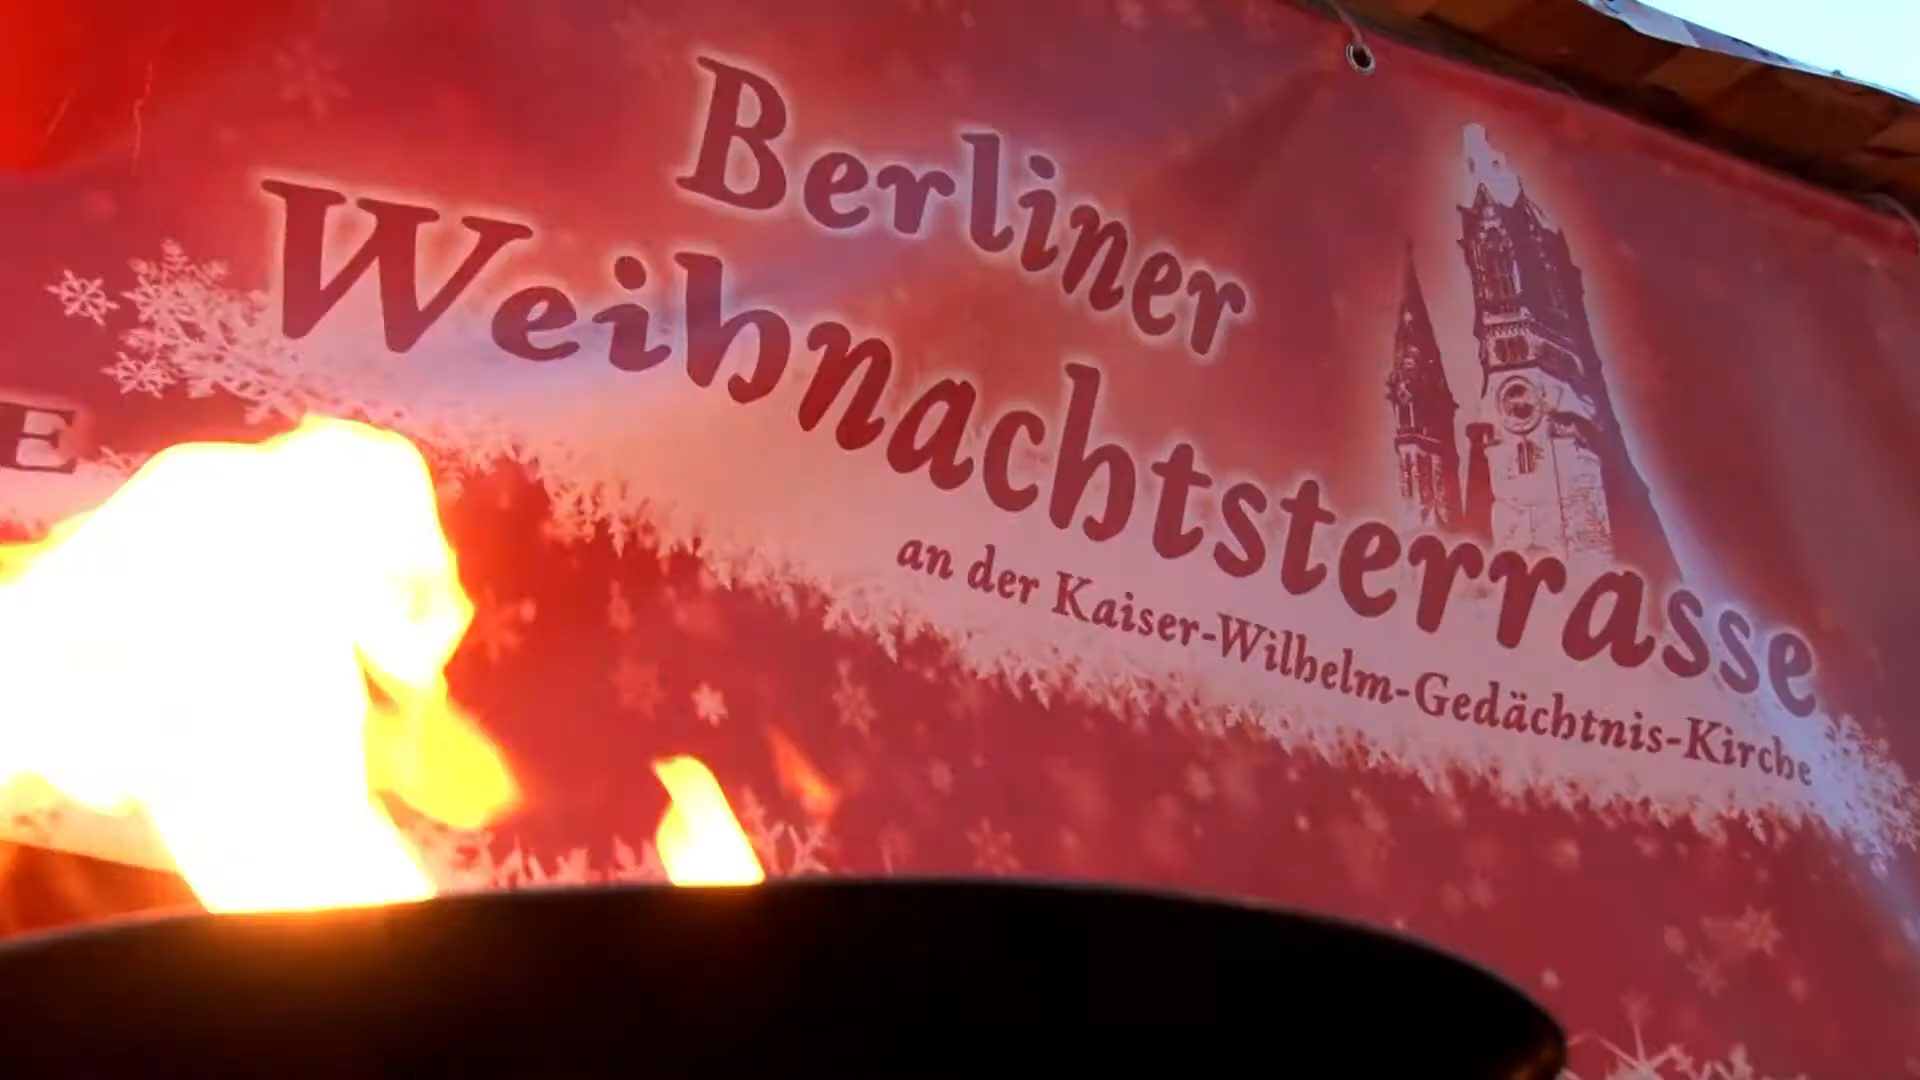 Berliner
Weihnachtsterrasse
an der Kaiser-Wilhelm-Gedächtnis-Kirche
E